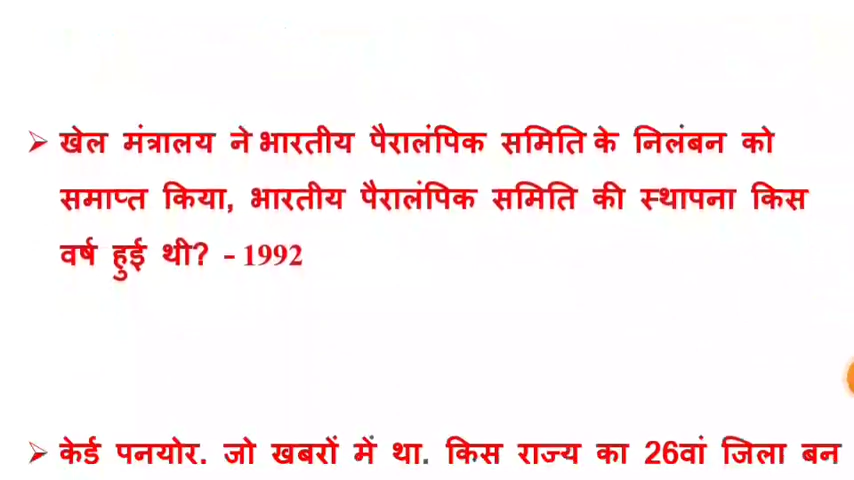 ➢ खेल मंत्रालय ने भारतीय पैरालंपिक समिति के निलंबन को
समाप्त किया, भारतीय पैरालंपिक समिति की स्थापना किस
वर्ष हुई थी? - 1992
➢ केई पनयोर. जो खबरों में था. किस राज्य का 26वां जिला बन